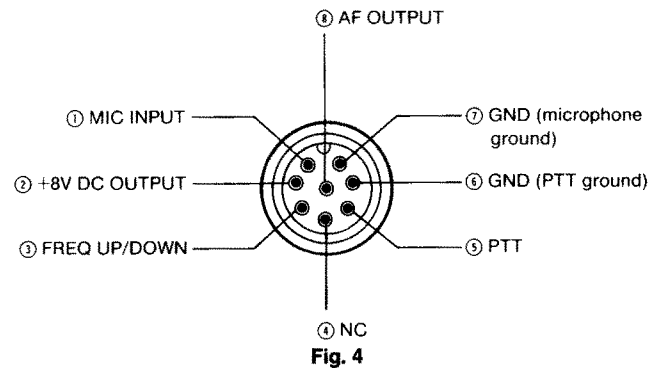 ⑧ AF OUTPUT
① MIC INPUT
⑦ GND (microphone
ground)
② +8V DC OUTPUT
⑥ GND (PTT ground)
③ FREQ UP/DOWN
⑤ PTT
④ NC
Fig. 4